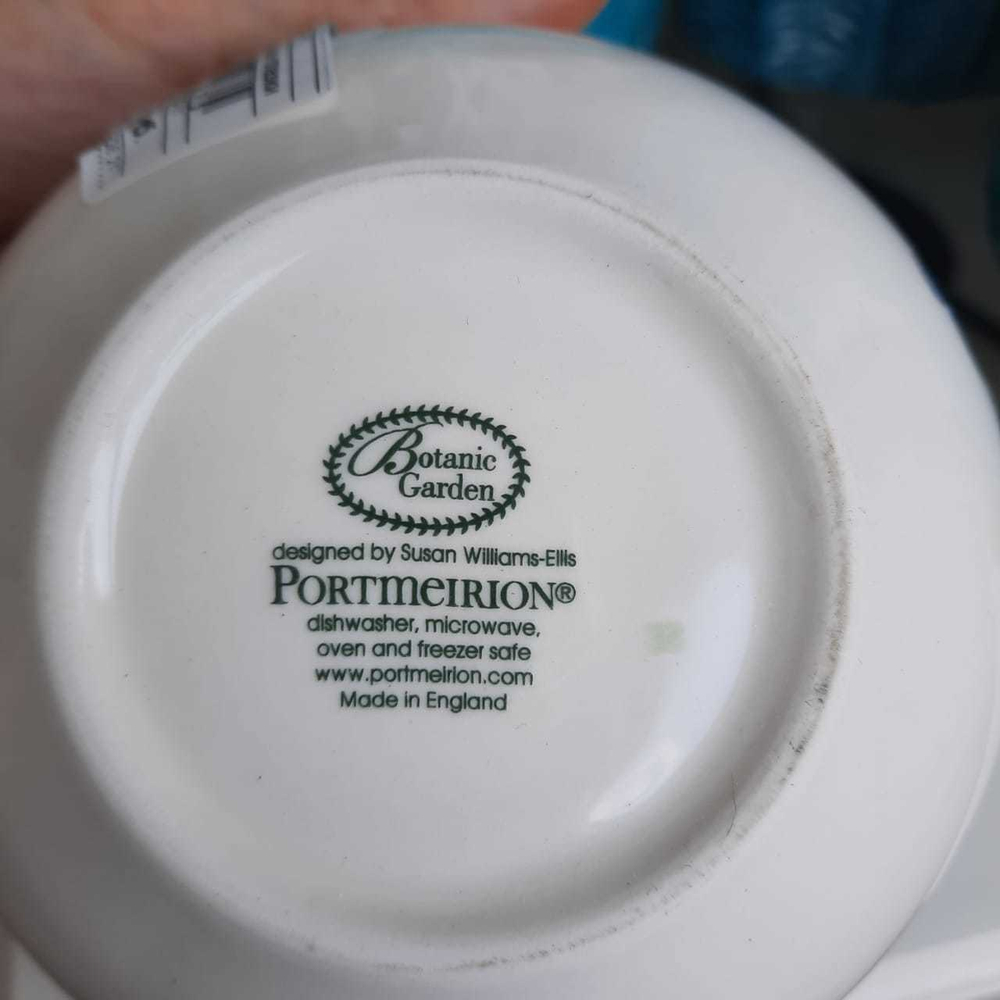 Botanic
Garden
designed by Susan Williams-Ellis
PORTMEIRION®
dishwasher, microwave,
oven and freezer safe
www.portmeirion.com
Made in England